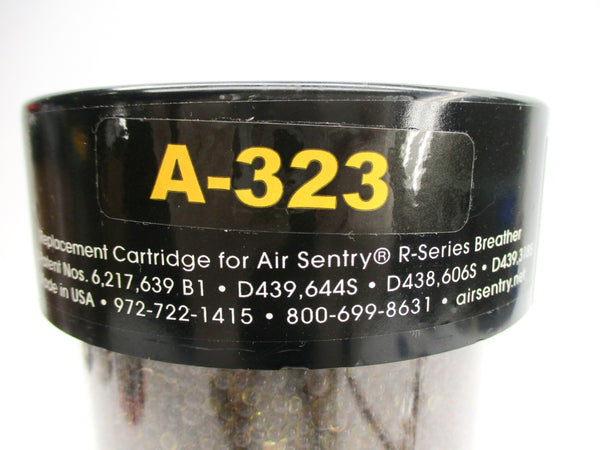 A-323
Replacement Cartridge for Air Sentry® R-Series Breather
Patent Nos. 6,217,639 B1 • D439,644S • D438,606S •
Made in USA • 972-722-1415 • 800-699-8631 • airsentry.net